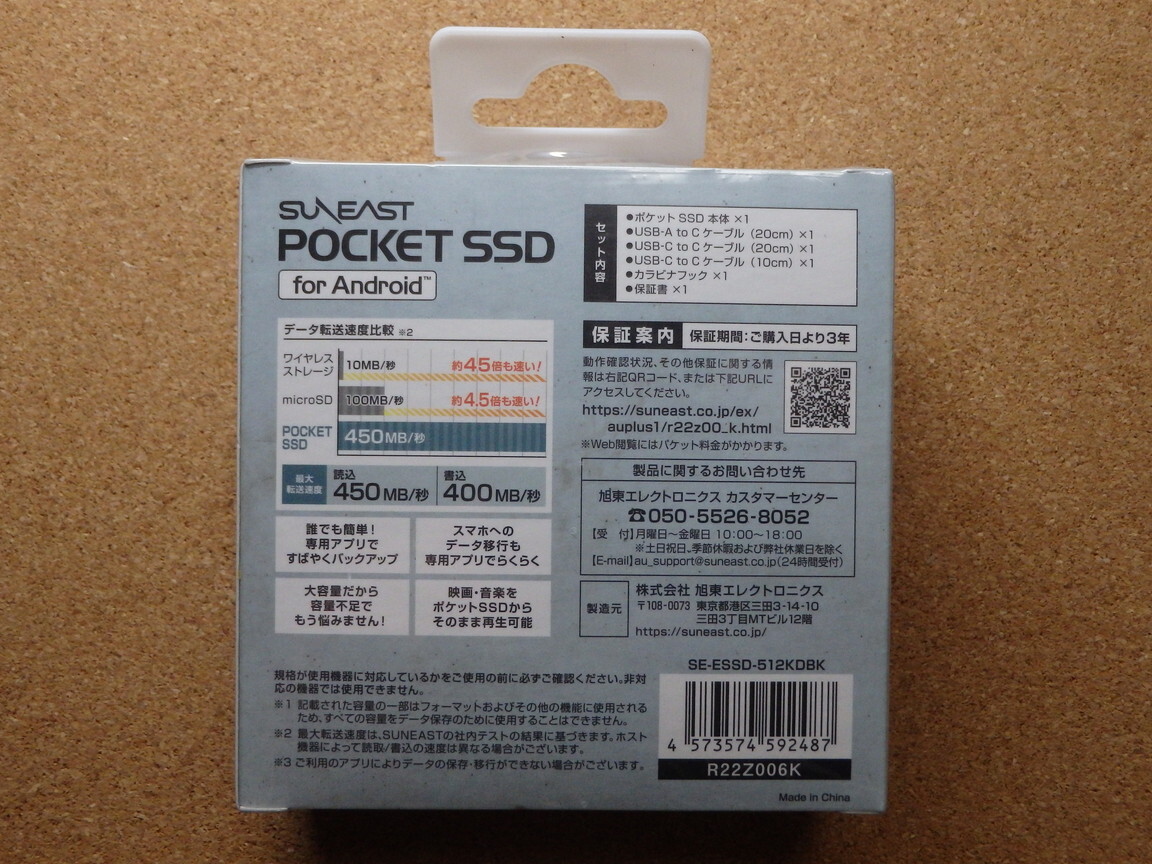 SUNEAST
POCKET SSD
for Android™
データ転送速度比較 ※2
ワイヤレス
ストレージ
10MB/秒
約45倍も速い!
microSD
100MB/秒
約4.5倍も速い!
POCKET
SSD
450MB/秒
最大
転送速度
読込
450MB/秒
書込
400MB/秒
誰でも簡単!
専用アプリで
すばやくバックアップ
スマホへの
データ移行も
専用アプリでらくらく
大容量だから
容量不足で
もう悩みません!
映画・音楽を
ポケットSSDから
そのまま再生可能
規格が使用機器に対応しているかをご使用の前に必ずご確認ください。非対
応の機器では使用できません。
※1 記載された容量の一部はフォーマットおよびその他の機能に使用される
ため、すべての容量をデータ保存のために使用することはできません。
※2 最大転送速度は、SUNEASTの社内テストの結果に基づきます。ホスト
機器によって読取/書込の速度は異なる場合がございます。
※3 ご利用のアプリによりデータの保存・移行ができない場合がございます。
セット内容
●ポケットSSD 本体 ×1
●USB-A to C ケーブル（20cm）×1
●USB-C to C ケーブル（20cm）×1
●USB-C to C ケーブル（10cm）×1
●カラビナフック ×1
●保証書 ×1
保証案内 保証期間：ご購入日より3年
動作確認状況、その他保証に関する情
報は右記QRコード、または下記URLに
アクセスしてください。
https://suneast.co.jp/ex/
auplus1/r22z00_k.html
※Web閲覧にはパケット料金がかかります。
製品に関するお問い合わせ先
旭東エレクトロニクス カスタマーセンター
☎050-5526-8052
【受　付】月曜日～金曜日 10:00～18:00
※土日祝日、季節休暇および弊社休業日を除く
【E-mail】au_support@suneast.co.jp（24時間受付）
製造元
株式会社 旭東エレクトロニクス
〒108-0073 東京都港区三田3-14-10
三田3丁目MTビル12階
https://suneast.co.jp/
SE-ESSD-512KDBK
4 573574 592487
R22Z006K
Made in China